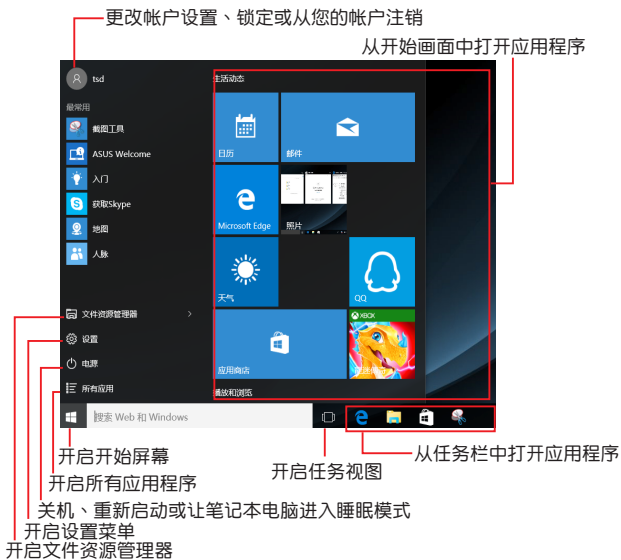 更改帐户设置、锁定或从您的帐户注销
从开始画面中打开应用程序
tsd
最常用
截图工具
ASUS Welcome
入门
获取Skype
地图
人脉
文件资源管理器
设置
电源
所有应用
生活动态
日历
邮件
Microsoft Edge
照片
天气
QQ
应用商店
XBOX
播放和浏览
搜索 Web 和 Windows
开启开始屏幕
开启任务视图
从任务栏中打开应用程序
开启所有应用程序
关机、重新启动或让笔记本电脑进入睡眠模式
开启设置菜单
开启文件资源管理器